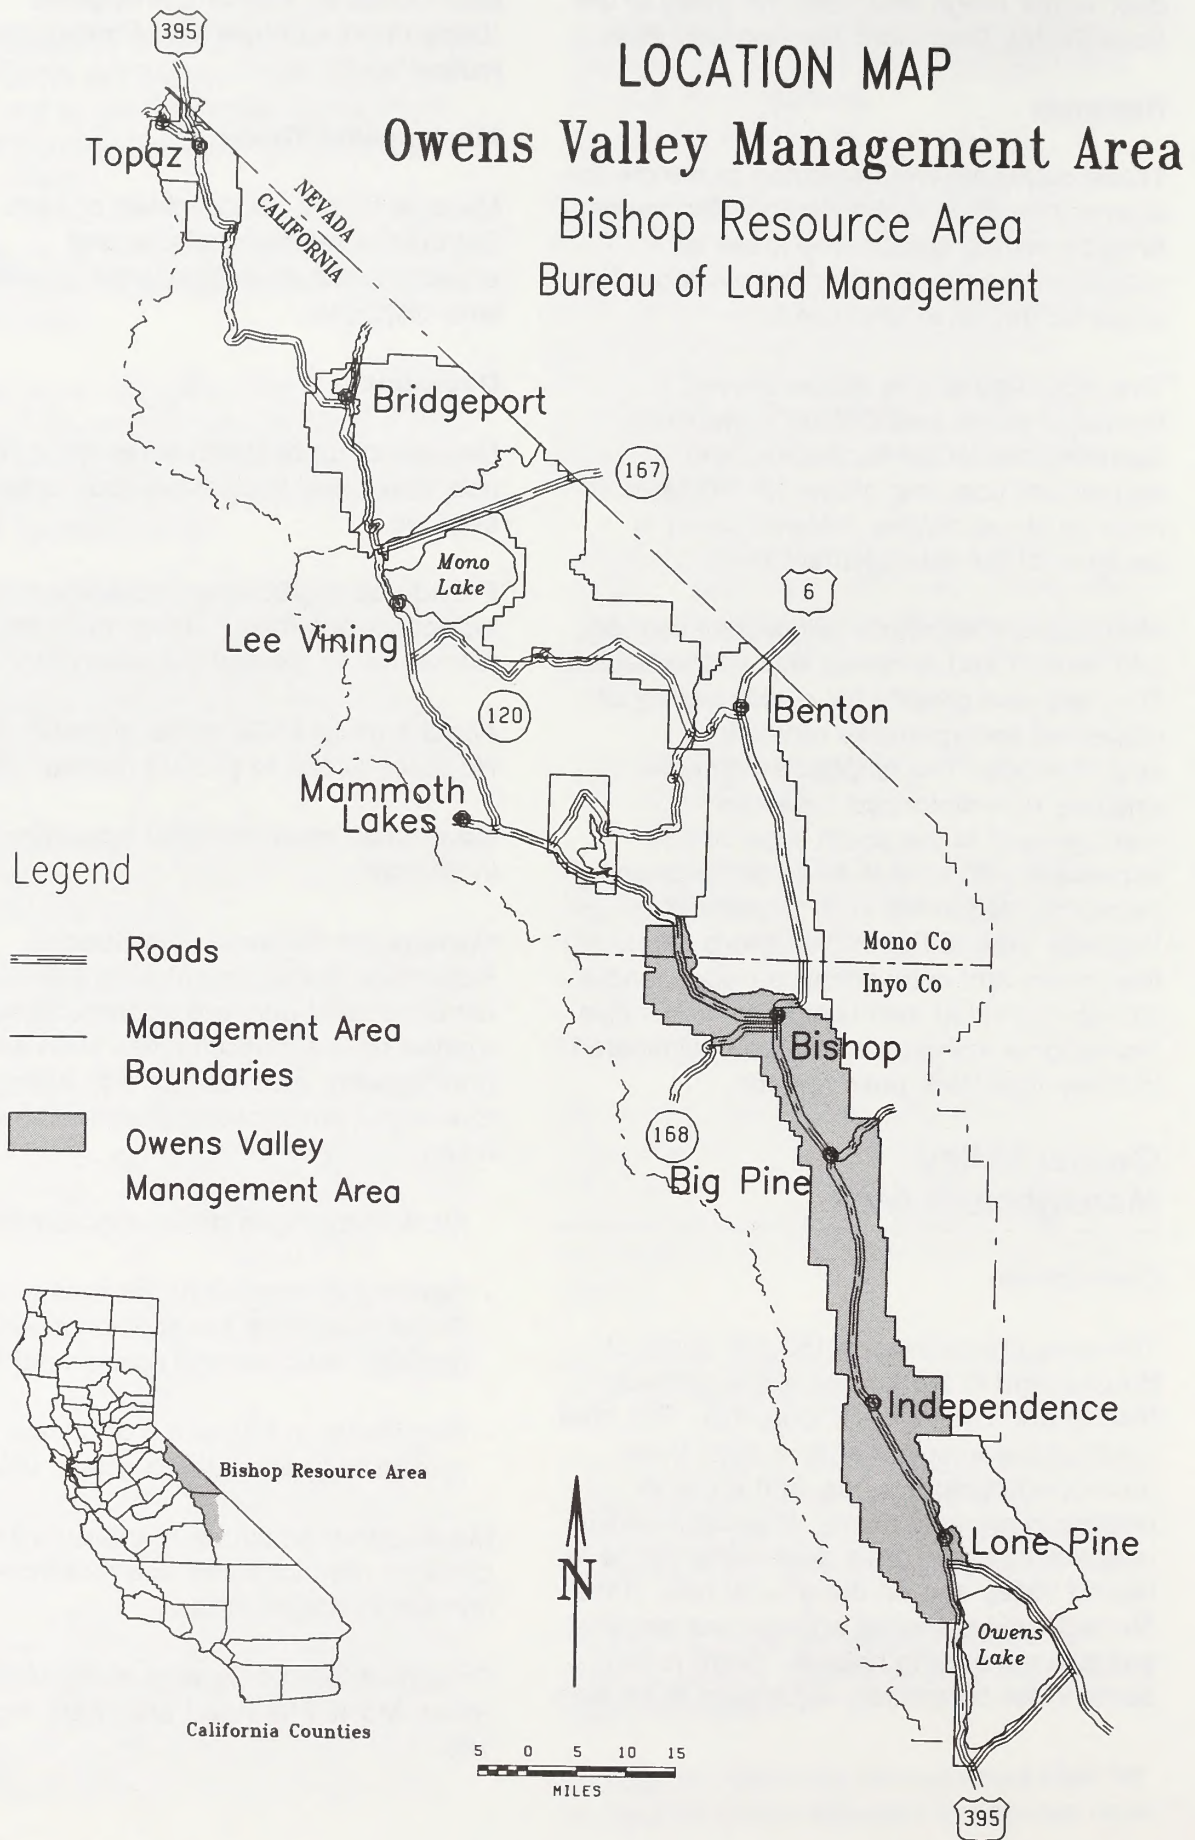 395
LOCATION MAP
Owens Valley Management Area
Bishop Resource Area
Bureau of Land Management
Topaz
NEVADA
CALIFORNIA
Bridgeport
167
Mono
Lake
6
Lee Vining
120
Benton
Mammoth
Lakes
Legend
Roads
Management Area
Boundaries
Owens Valley
Management Area
Mono Co
Inyo Co
Bishop
168
Big Pine
Independence
Bishop Resource Area
Lone Pine
N
Owens
Lake
California Counties
5 0 5 10 15
MILES
395